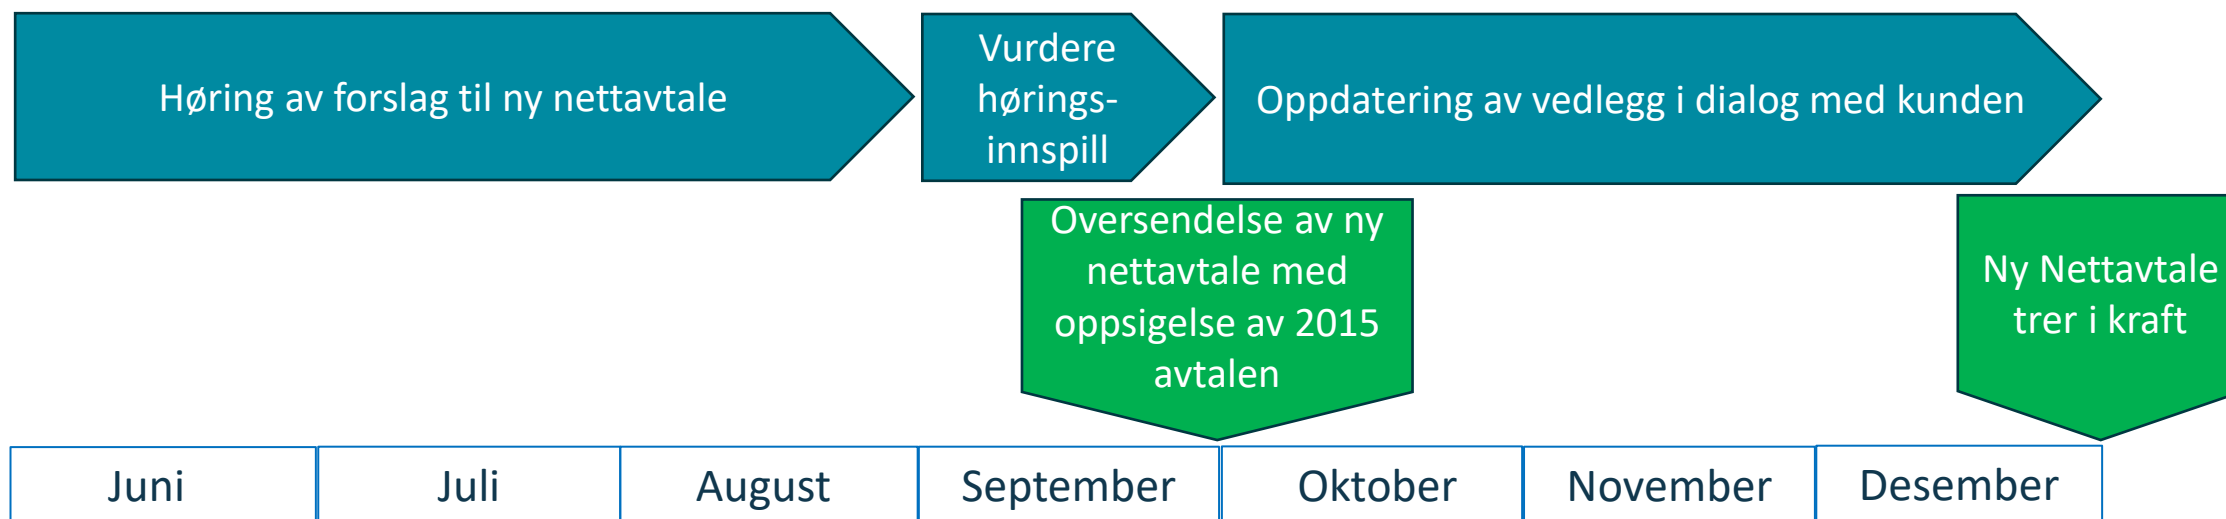 Høring av forslag til ny nettavtale
Vurdere
hørings-
innspill
Oppdatering av vedlegg i dialog med kunden
Oversendelse av ny
nettavtale med
oppsigelse av 2015
avtalen
Ny Nettavtale
trer i kraft
Juni
Juli
August
September
Oktober
November
Desember